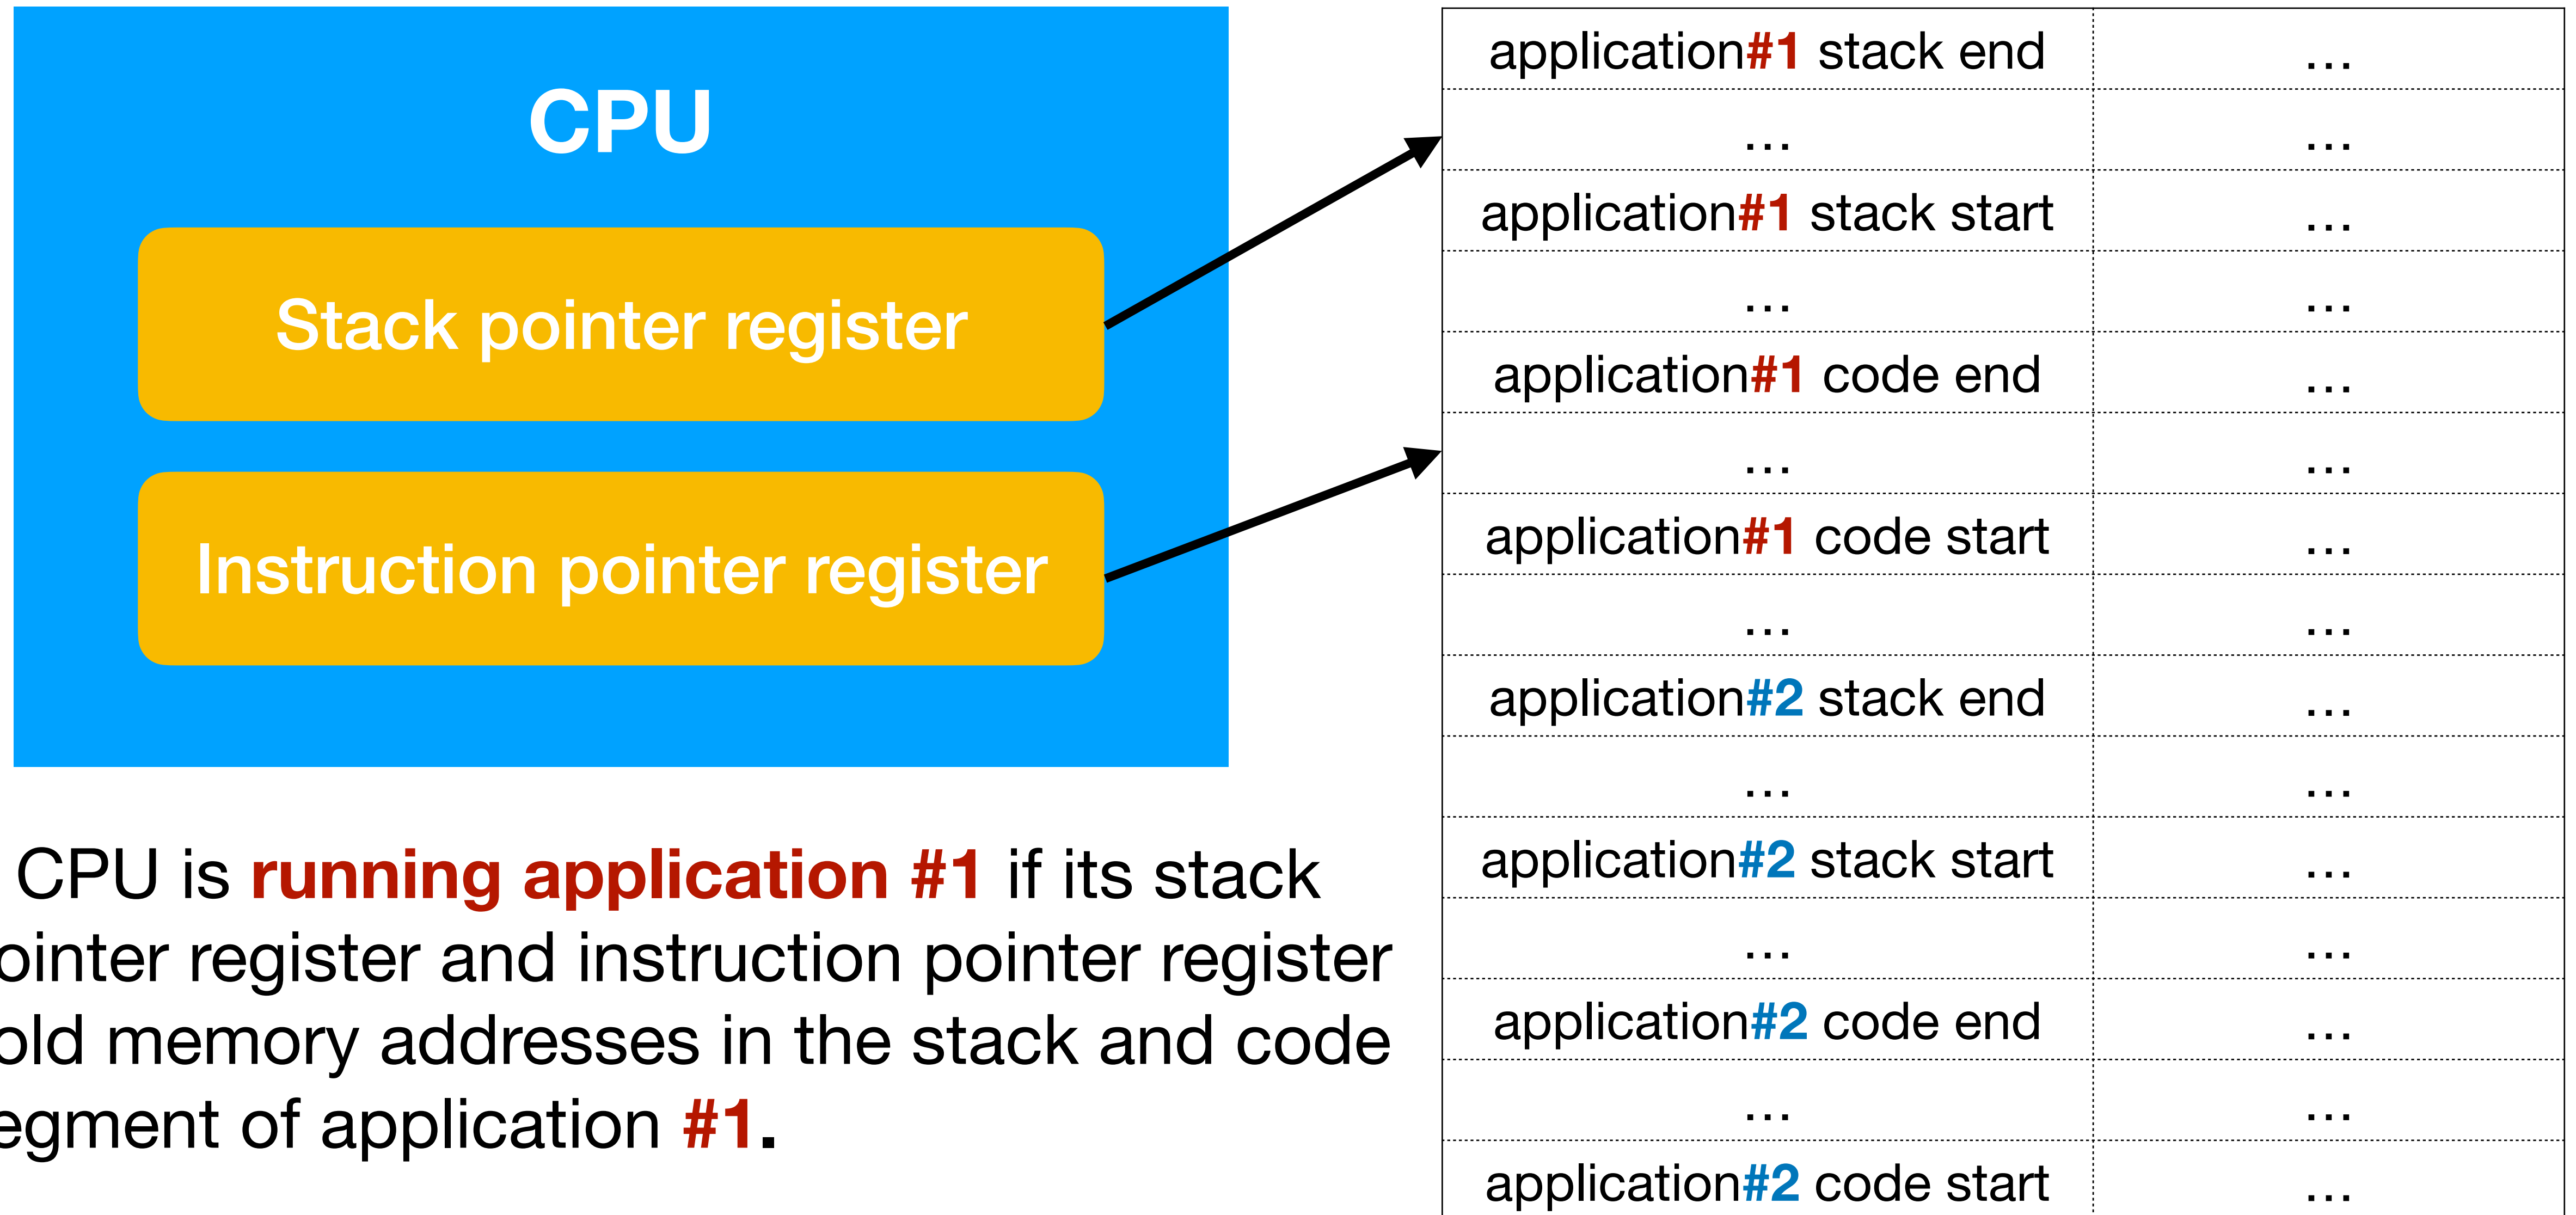 CPU
Stack pointer register
Instruction pointer register
CPU is running application #1 if its stack
ointer register and instruction pointer register
old memory addresses in the stack and code
egment of application #1.
application#1 stack end ...
... ...
application#1 stack start ...
... ...
application#1 code end ...
... ...
application#1 code start ...
... ...
application#2 stack end ...
... ...
application#2 stack start ...
... ...
application#2 code end ...
... ...
application#2 code start ...